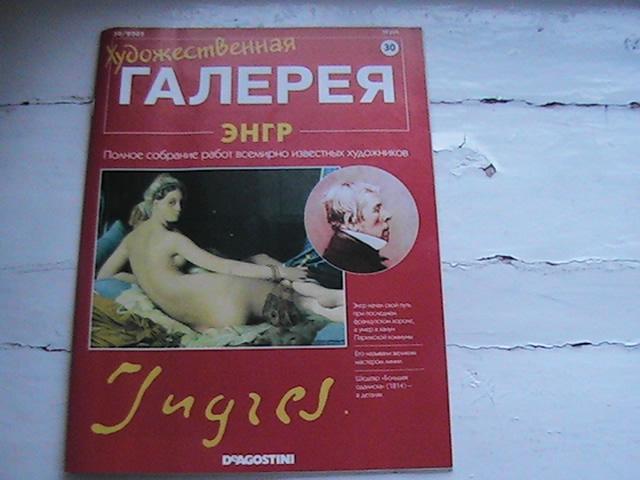 Художественная
30
ГАЛЕРЕЯ
ЭНГР
Полное собрание работ всемирно известных художников
Энгр начал свой путь
при последнем
французском короле,
а умер в канун
Парижской коммуны
Его называли великим
мастером линии
Шедевр «Большая
одалиска» (1814) –
в деталях
Ingres.
DeAGOSTINI